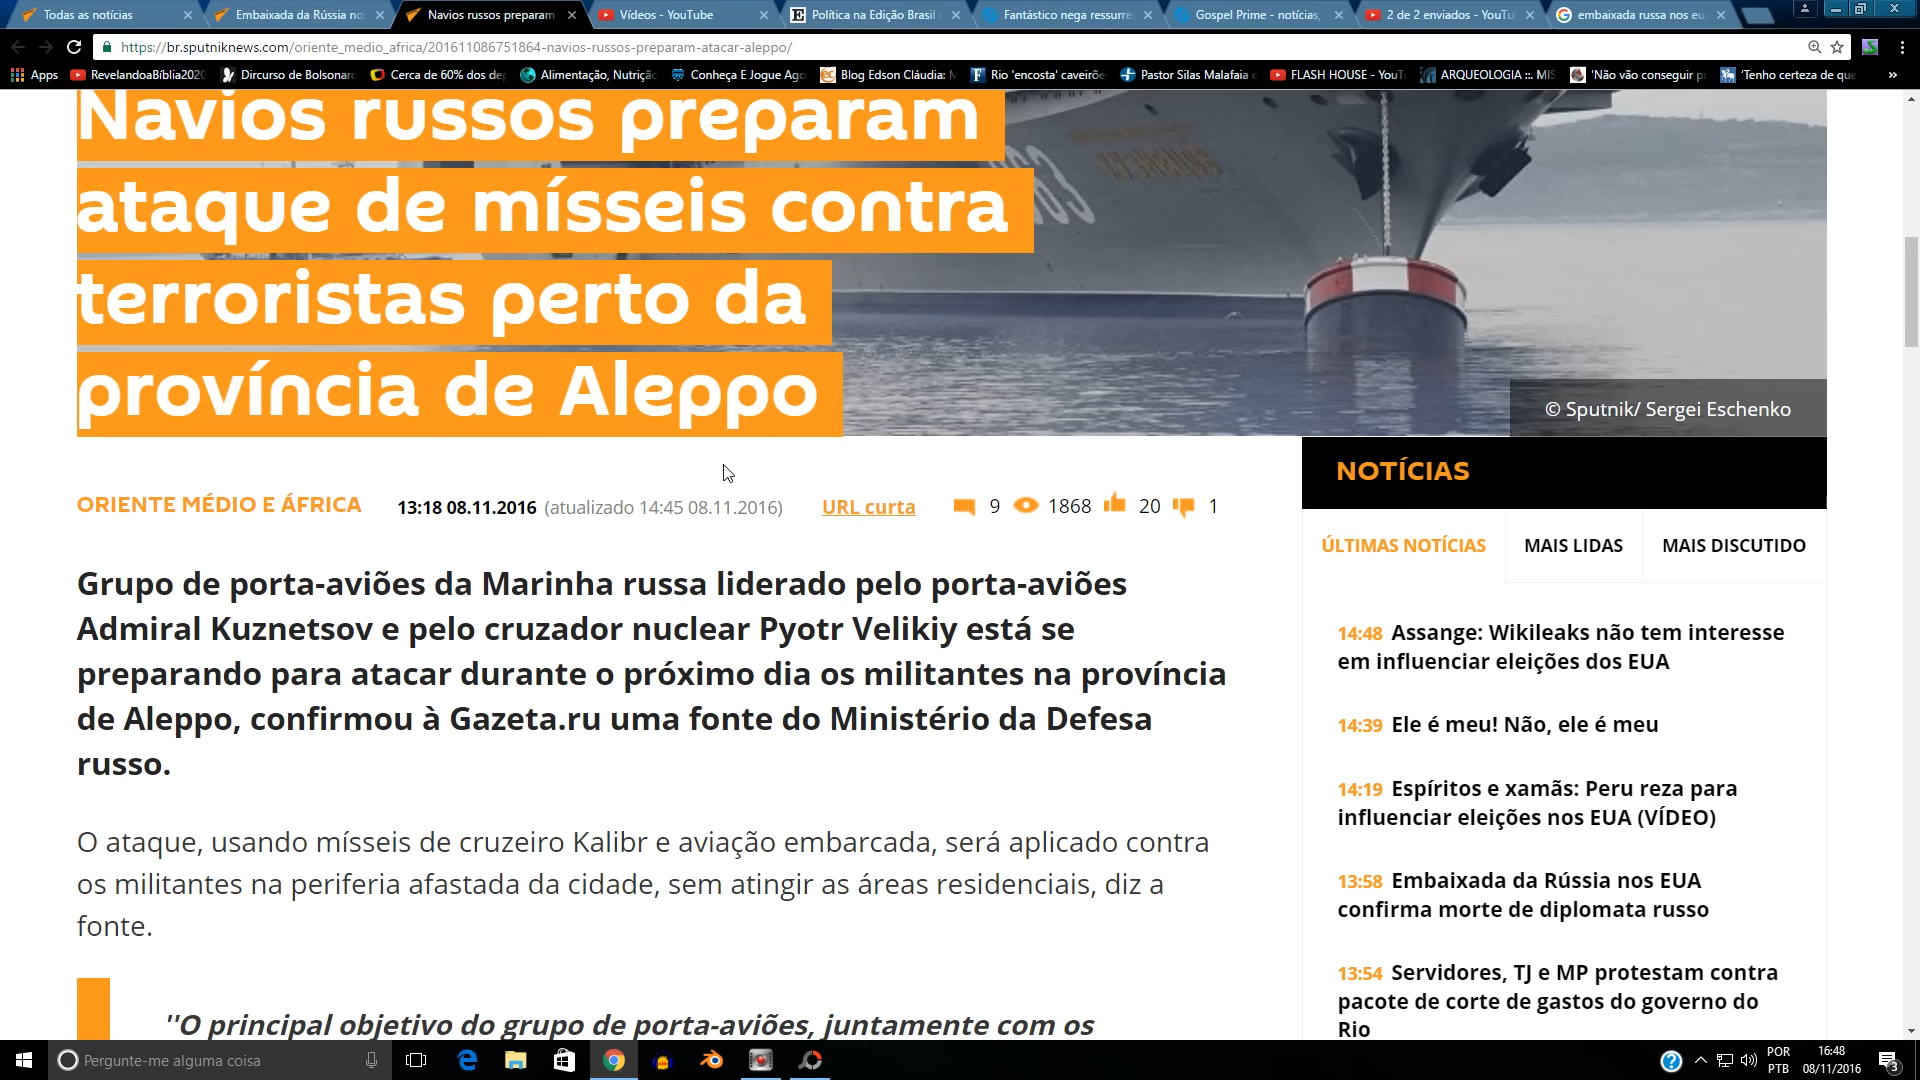 Todas as notícias
Embaixada da Rússia no
Navios russos preparam
Vídeos - YouTube
Política na Edição Brasil
Fantástico nega ressurre
Gospel Prime - notícias,
2 de 2 enviados - YouTu
embaixada russa nos eu
https://br.sputniknews.com/oriente_medio_africa/201611086751864-navios-russos-preparam-atacar-aleppo/
Apps
RevelandoaBíblia2020
Dircurso de Bolsonaro
Cerca de 60% dos dep
Alimentação, Nutriçã
Conheça E Jogue Ago
Blog Edson Cláudia:
Rio 'encosta' caveirõe
Pastor Silas Malafaia
FLASH HOUSE - YouT
ARQUEOLOGIA ::. MIS
'Não vão conseguir p
'Tenho certeza de que
»
Navios russos preparam
ataque de mísseis contra
terroristas perto da
província de Aleppo
© Sputnik/ Sergei Eschenko
ORIENTE MÉDIO E ÁFRICA
13:18 08.11.2016 (atualizado 14:45 08.11.2016)
URL curta
9
1868
20
1
Grupo de porta-aviões da Marinha russa liderado pelo porta-aviões
Admiral Kuznetsov e pelo cruzador nuclear Pyotr Velikiy está se
preparando para atacar durante o próximo dia os militantes na província
de Aleppo, confirmou à Gazeta.ru uma fonte do Ministério da Defesa
russo.
O ataque, usando mísseis de cruzeiro Kalibr e aviação embarcada, será aplicado contra
os militantes na periferia afastada da cidade, sem atingir as áreas residenciais, diz a
fonte.
''O principal objetivo do grupo de porta-aviões, juntamente com os
NOTÍCIAS
ÚLTIMAS NOTÍCIAS
MAIS LIDAS
MAIS DISCUTIDO
14:48 Assange: Wikileaks não tem interesse
em influenciar eleições dos EUA
14:39 Ele é meu! Não, ele é meu
14:19 Espíritos e xamãs: Peru reza para
influenciar eleições nos EUA (VÍDEO)
13:58 Embaixada da Rússia nos EUA
confirma morte de diplomata russo
13:54 Servidores, TJ e MP protestam contra
pacote de corte de gastos do governo do
Rio
Pergunte-me alguma coisa
POR
PTB
16:48
08/11/2016
3